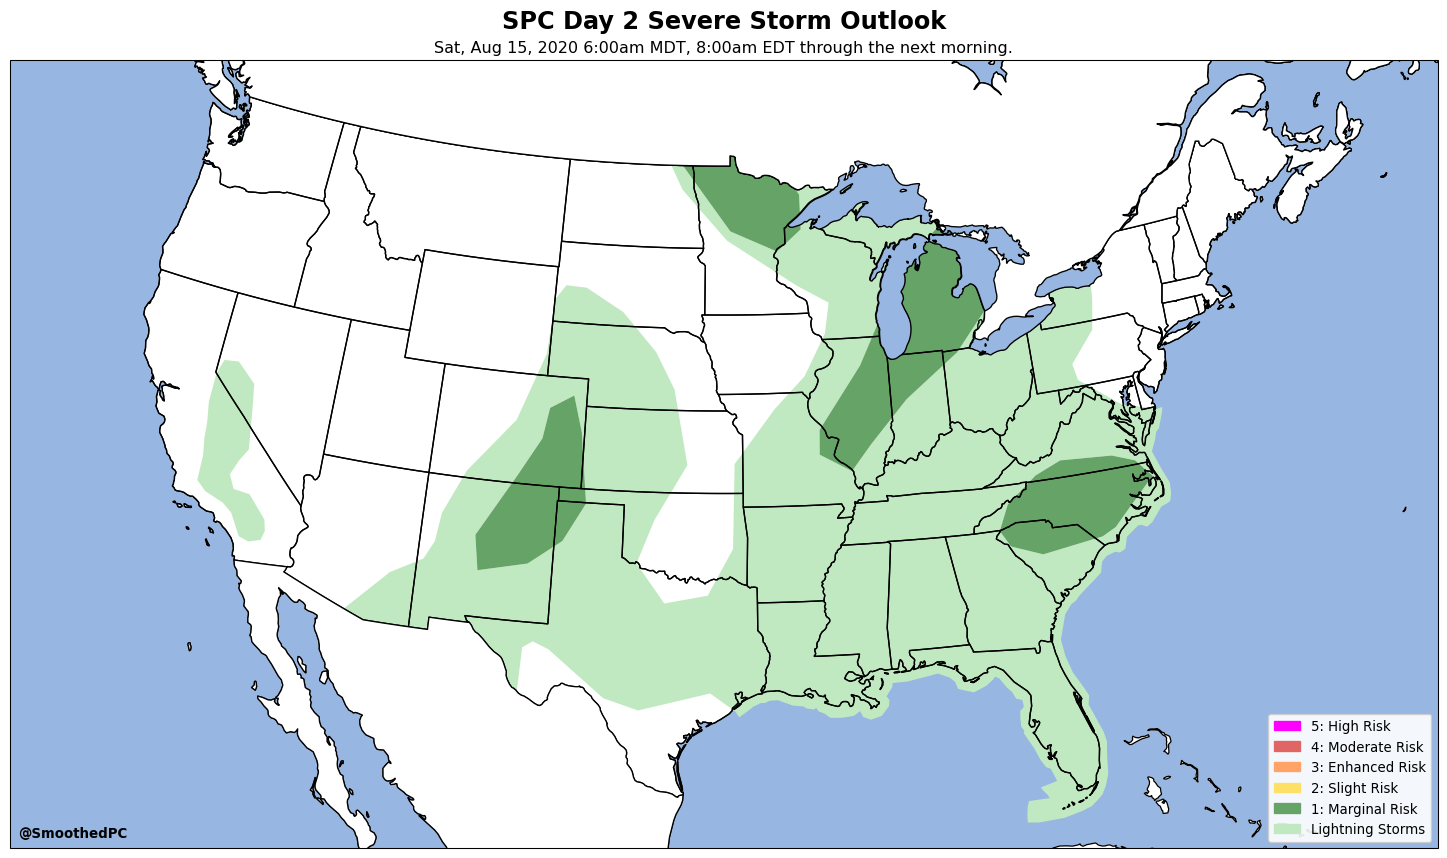 SPC Day 2 Severe Storm Outlook
Sat, Aug 15, 2020 6:00am MDT, 8:00am EDT through the next morning.
5: High Risk
4: Moderate Risk
3: Enhanced Risk
2: Slight Risk
1: Marginal Risk
Lightning Storms
@SmoothedPC